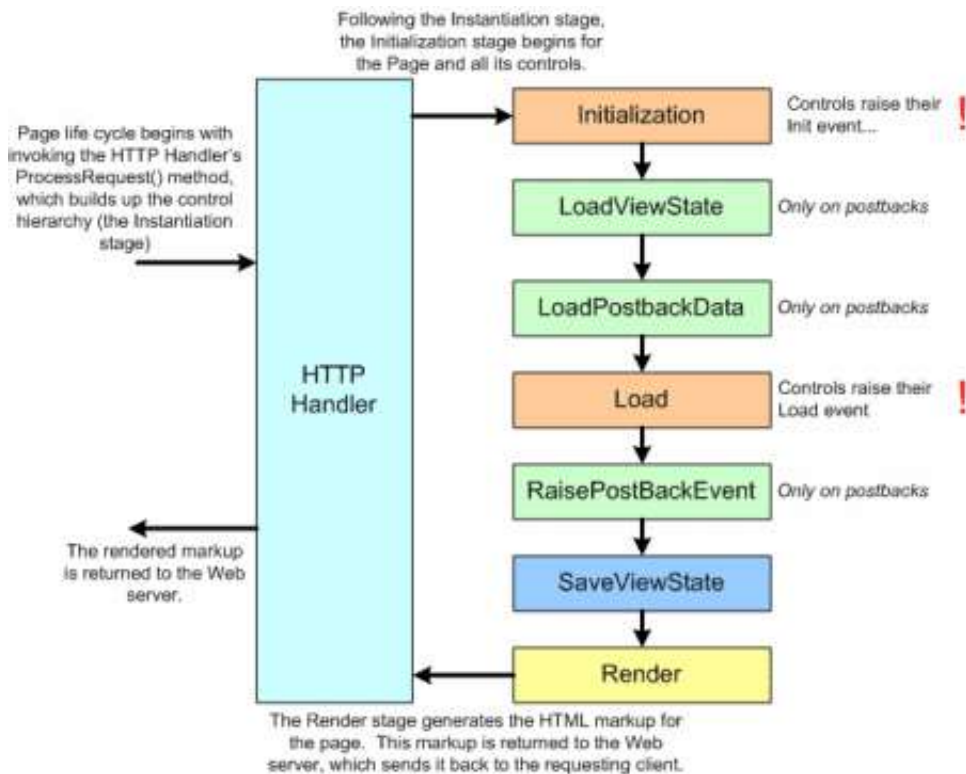 Following the Instantiation stage,
the Initialization stage begins for
the Page and all its controls.
Initialization
Controls raise their
Init event...
!
Page life cycle begins with
invoking the HTTP Handler's
ProcessRequest() method,
which builds up the control
hierarchy (the Instantiation
stage)
LoadViewState
Only on postbacks
LoadPostbackData
Only on postbacks
HTTP
Handler
Load
Controls raise their
Load event
!
RaisePostBackEvent
Only on postbacks
The rendered markup
is returned to the Web
server.
SaveViewState
Render
The Render stage generates the HTML markup for
the page. This markup is returned to the Web
server, which sends it back to the requesting client.